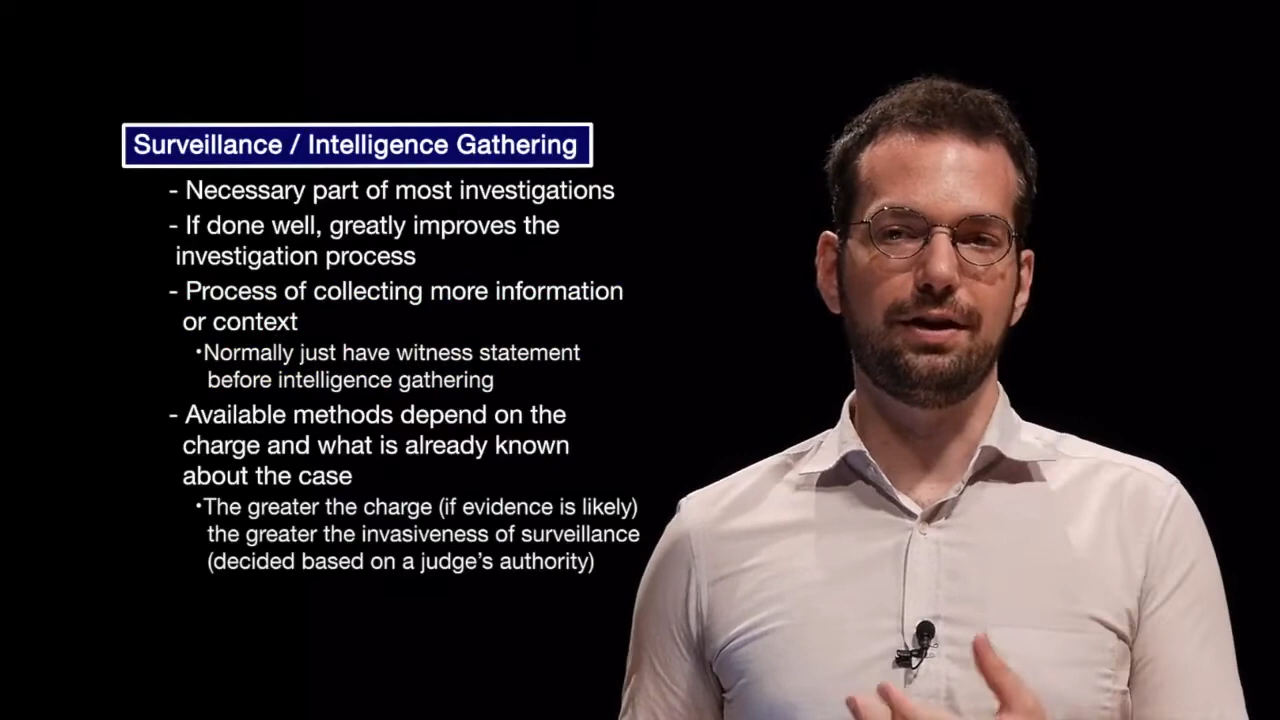 Surveillance / Intelligence Gathering
- Necessary part of most investigations
- If done well, greatly improves the
investigation process
- Process of collecting more information
or context
•Normally just have witness statement
before intelligence gathering
- Available methods depend on the
charge and what is already known
about the case
•The greater the charge (if evidence is likely)
the greater the invasiveness of surveillance
(decided based on a judge's authority)